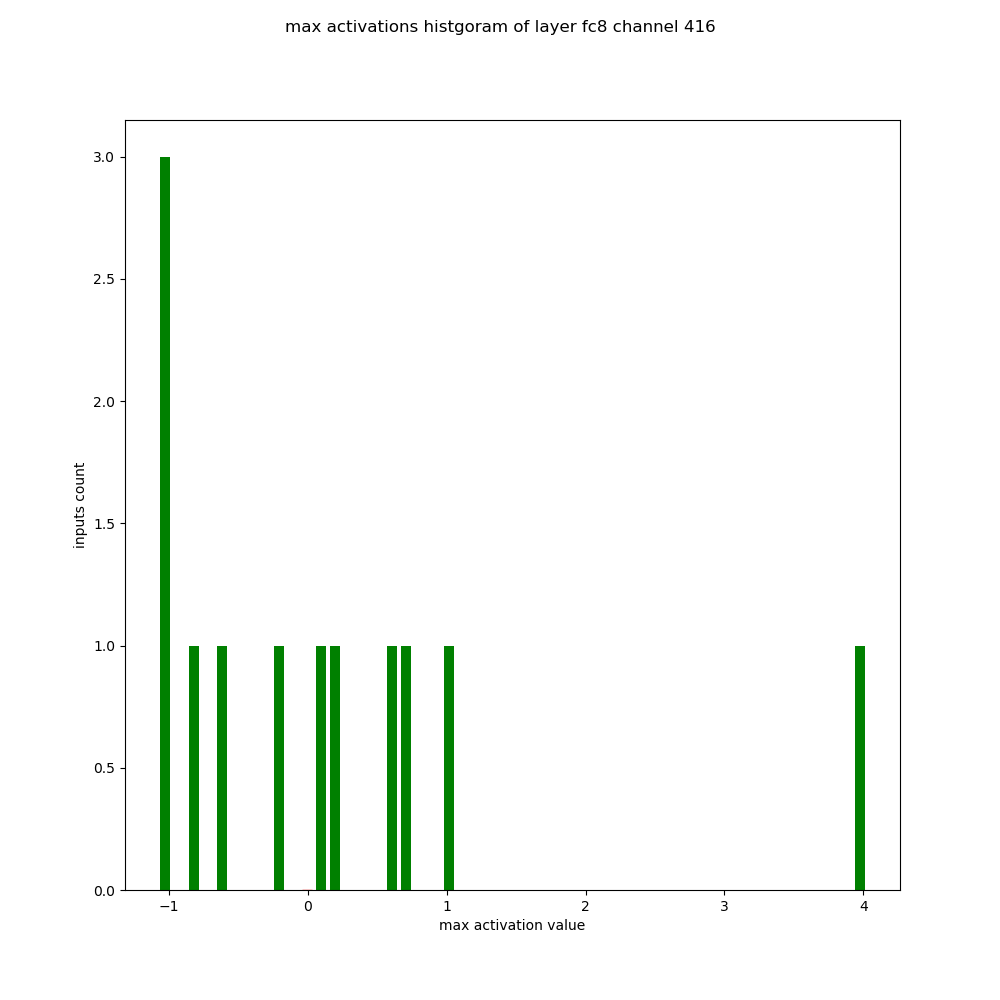 max activations histgoram of layer fc8 channel 416
3.0
2.5
2.0
1.5
1.0
0.5
0.0
inputs count
−1 0 1 2 3 4
max activation value